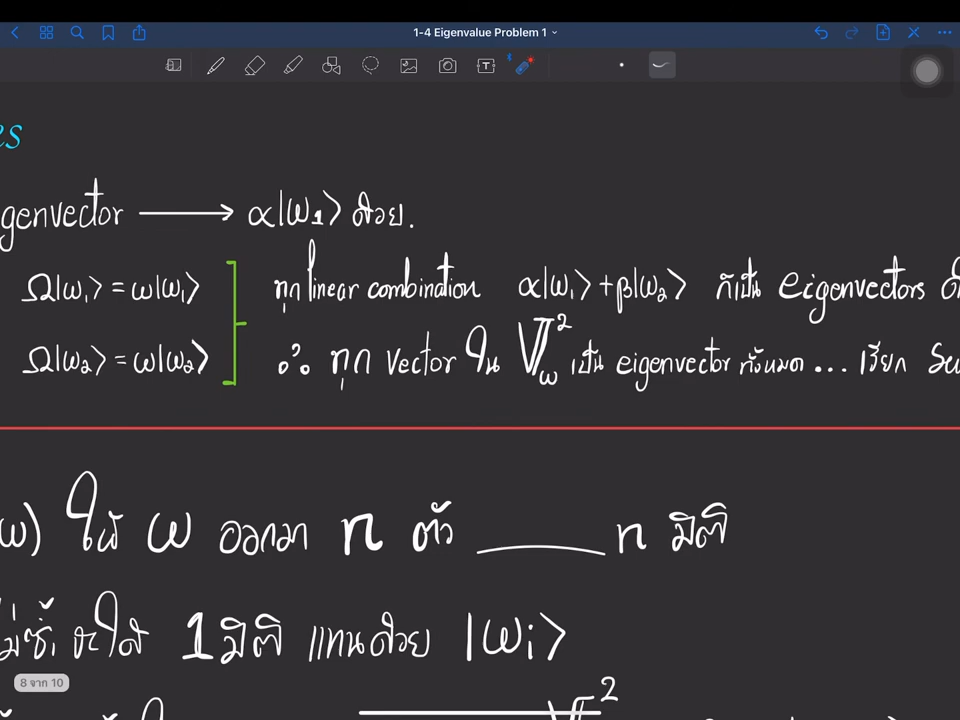 1-4 Eigenvalue Problem 1
es
genvector → α|ω₁⟩ ด้วย.
Ω|ω₁⟩ = ω|ω₁⟩ ทุก linear combination α|ω₁⟩+β|ω₂⟩ ก็เป็น eigenvectors
Ω|ω₂⟩ = ω|ω₂⟩ ∴ ทุก vector ใน 𝕍²_ω เป็น eigenvector ทั้งหมด ... เรียก
ω) ให้ ω ออกมา n ตัว ___ n มิติ
ไม่ซ้ำ จะได้ 1 มิติ แทนด้วย |ωᵢ⟩
8 จาก 10